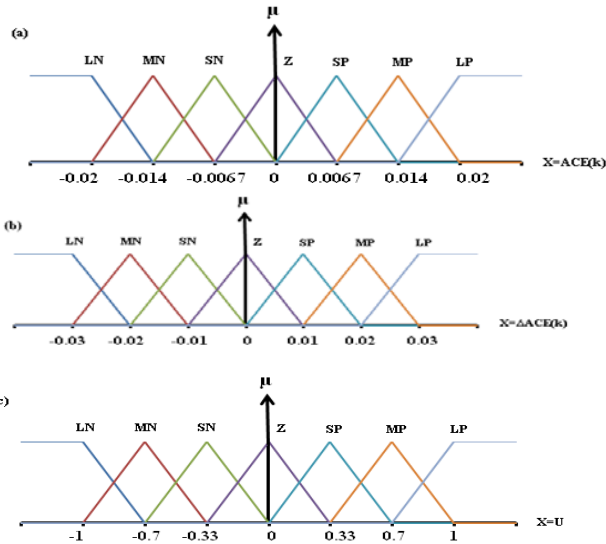 (a)
μ
LN MN SN Z SP MP LP
-0.02 -0.014 -0.0067 0 0.0067 0.014 0.02
X=ACE(k)
μ
(b)
LN MN SN Z SP MP LP
-0.03 -0.02 -0.01 0 0.01 0.02 0.03
X=ΔACE(k)
μ
c)
LN MN SN Z SP MP LP
-1 -0.7 -0.33 0 0.33 0.7 1
X=U